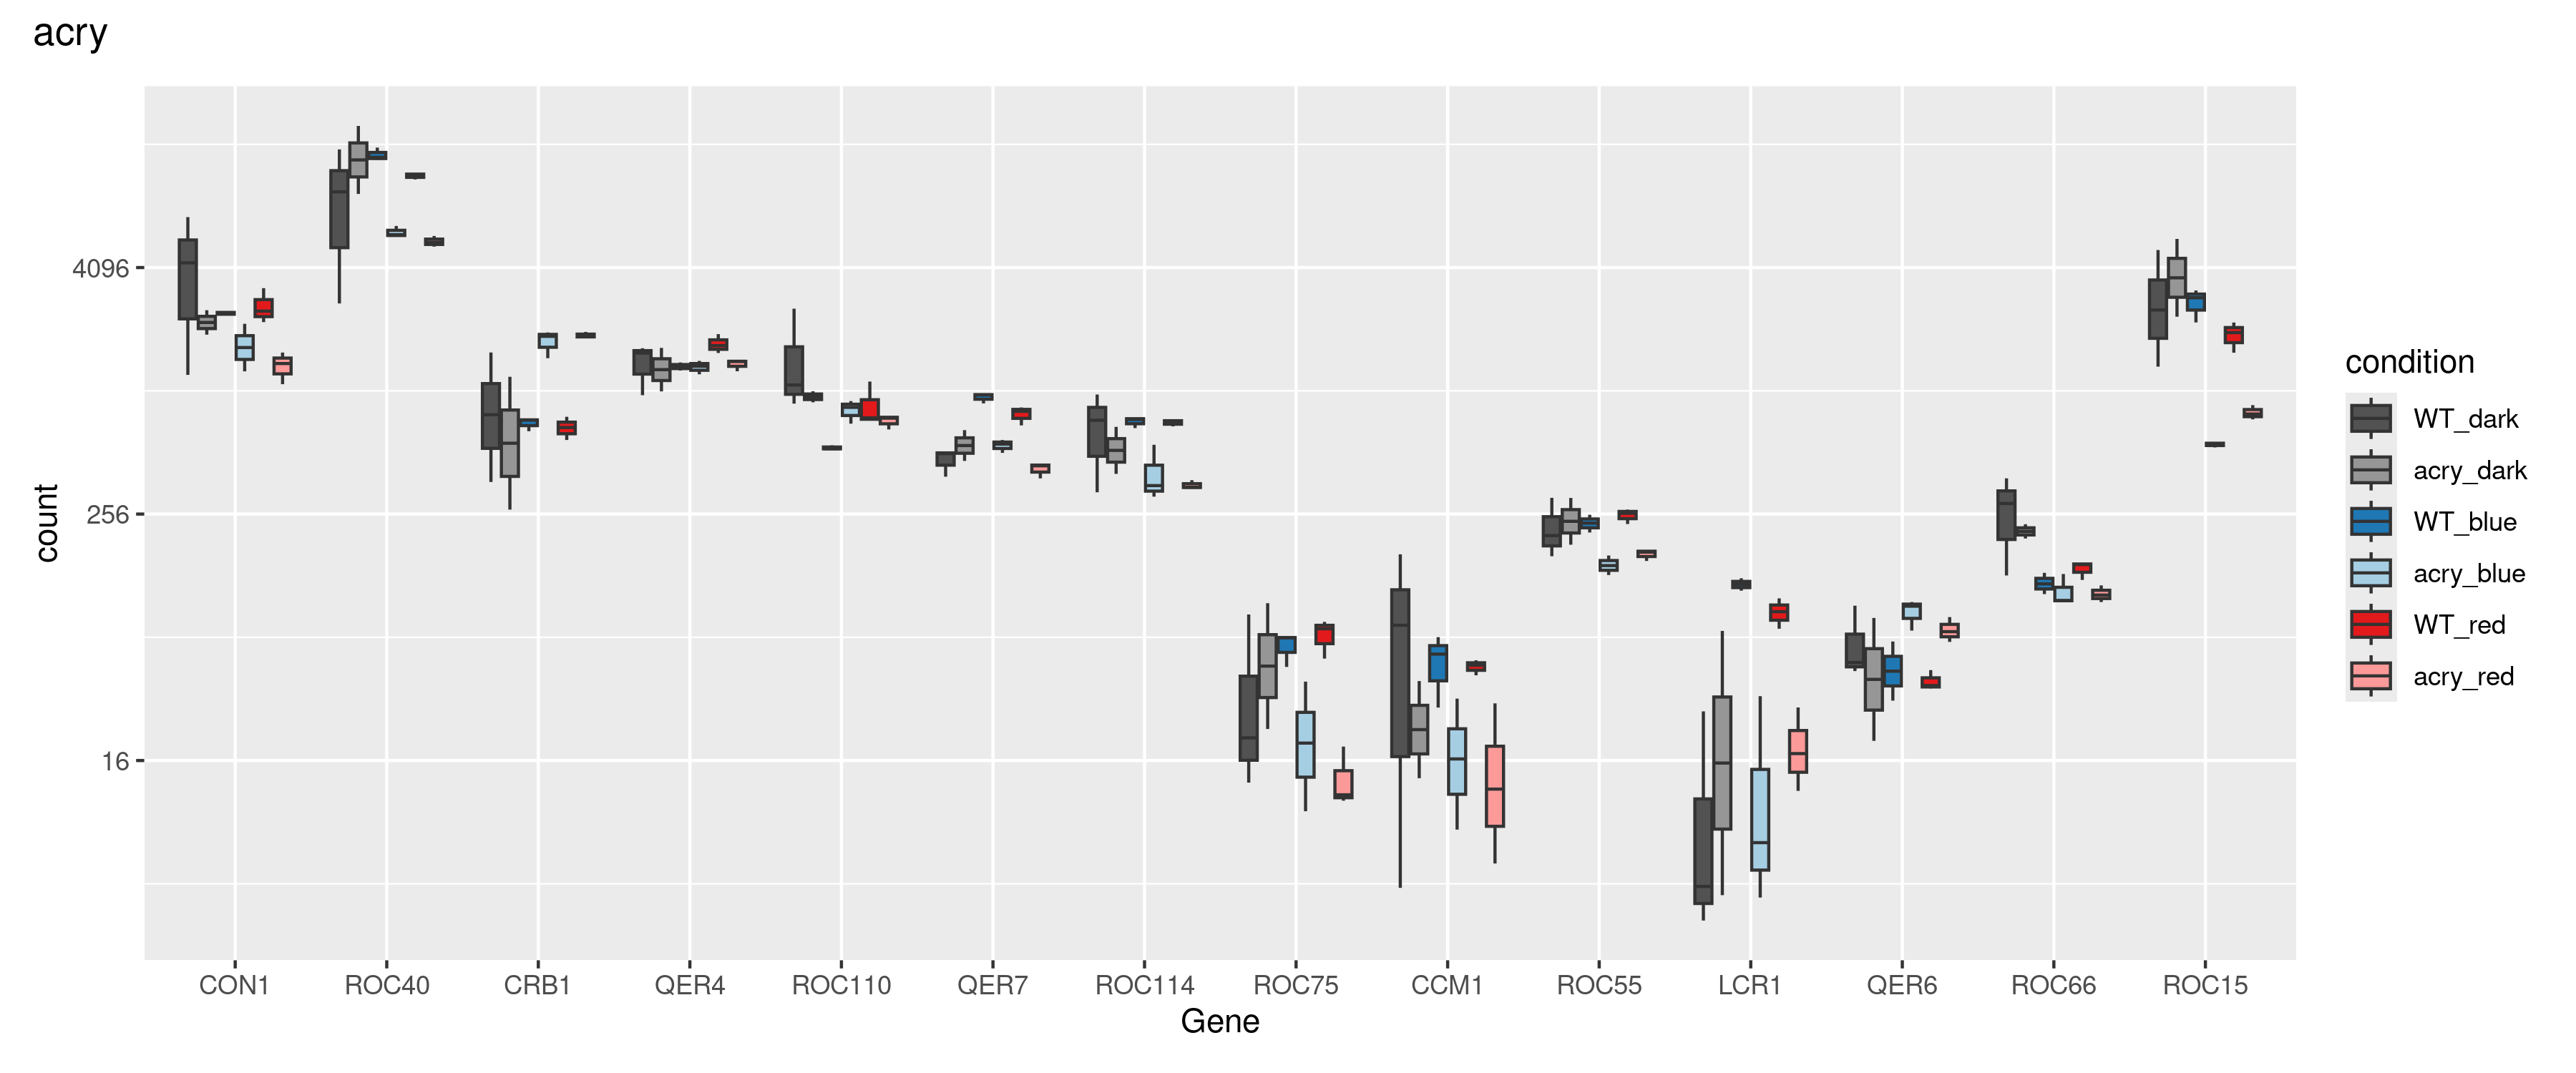 acry
4096
256
16
count
CON1 ROC40 CRB1 QER4 ROC110 QER7 ROC114 ROC75 CCM1 ROC55 LCR1 QER6 ROC66 ROC15
Gene
condition
WT_dark
acry_dark
WT_blue
acry_blue
WT_red
acry_red